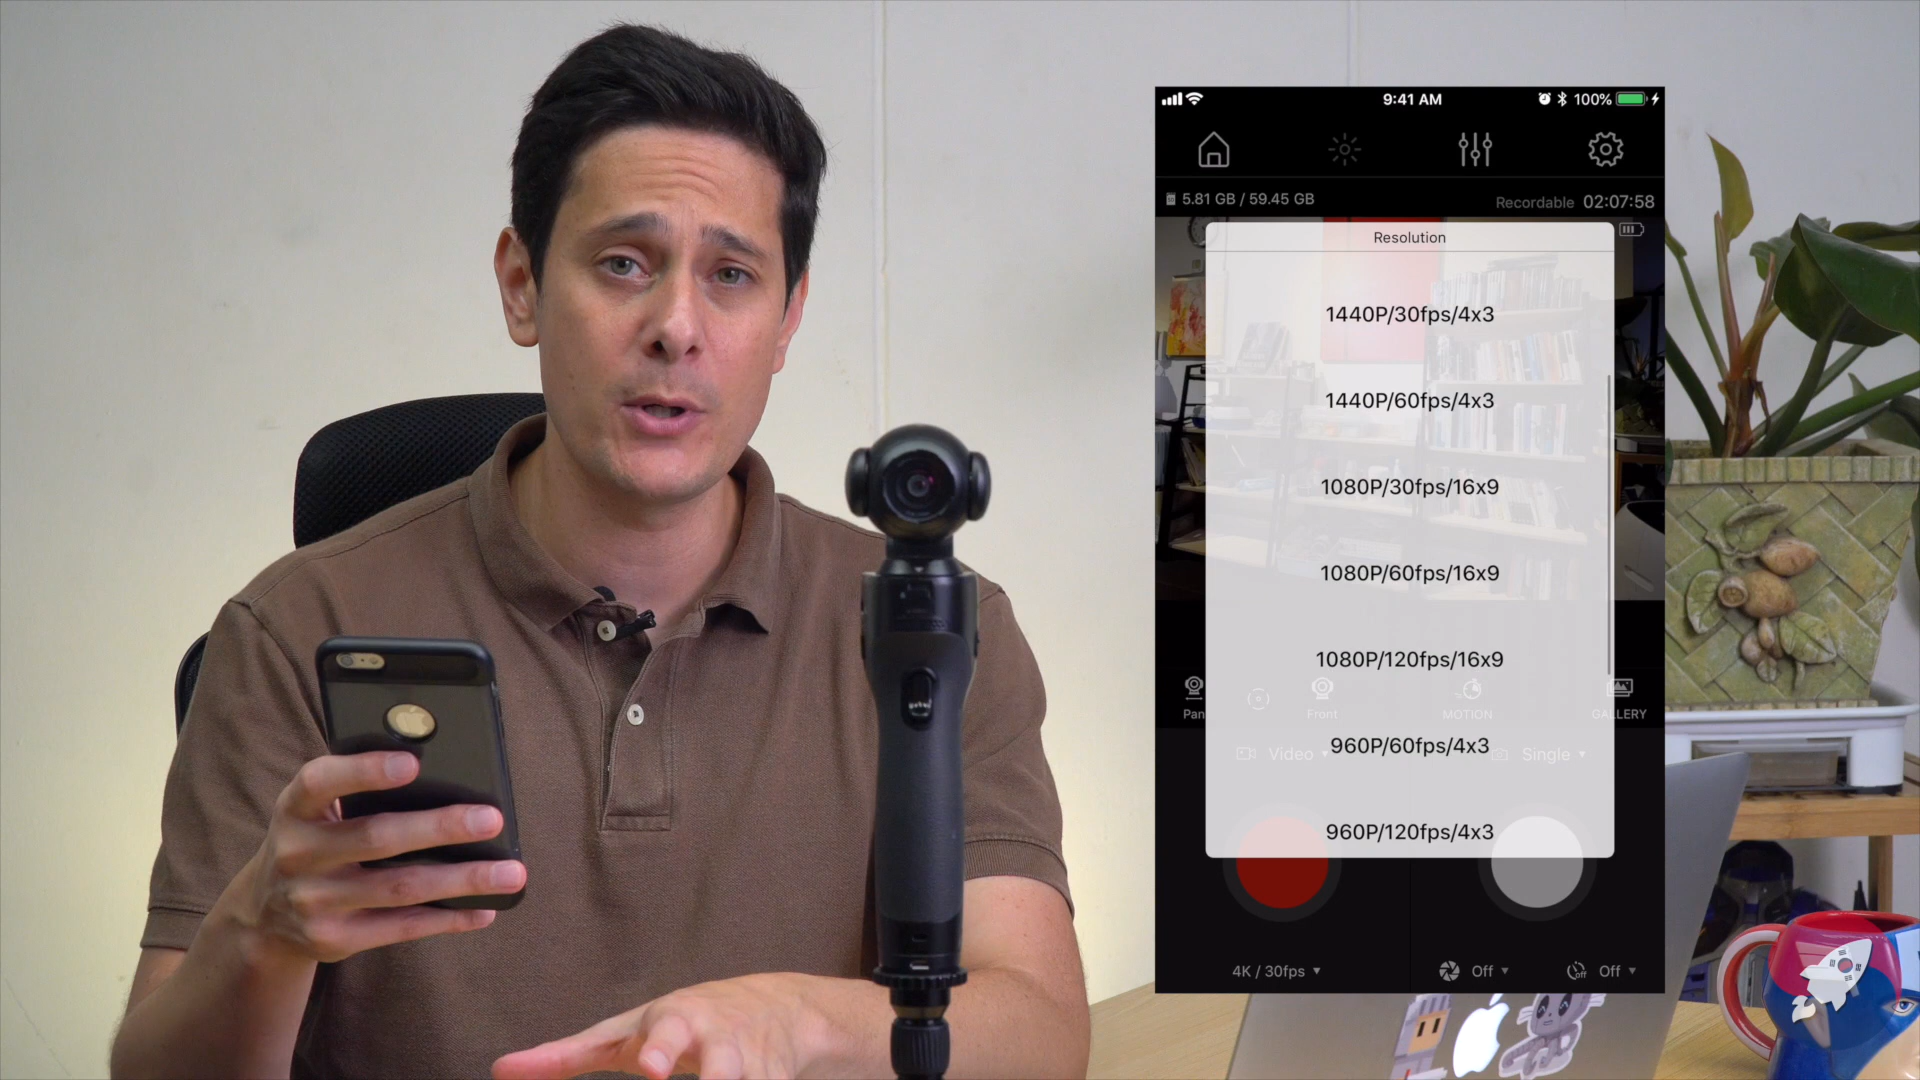 9:41 AM
100%
5.81 GB / 59.45 GB
Recordable 02:07:58
Resolution
1440P/30fps/4x3
1440P/60fps/4x3
1080P/30fps/16x9
1080P/60fps/16x9
1080P/120fps/16x9
Pan
Front
MOTION
GALLERY
960P/60fps/4x3
Video
Single
960P/120fps/4x3
4K / 30fps
Off
Off
Off